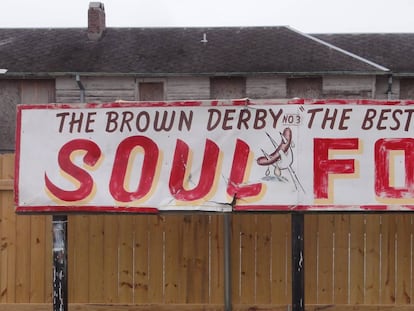 THE BROWN DERBY NO3 THE BEST
SOUL FO